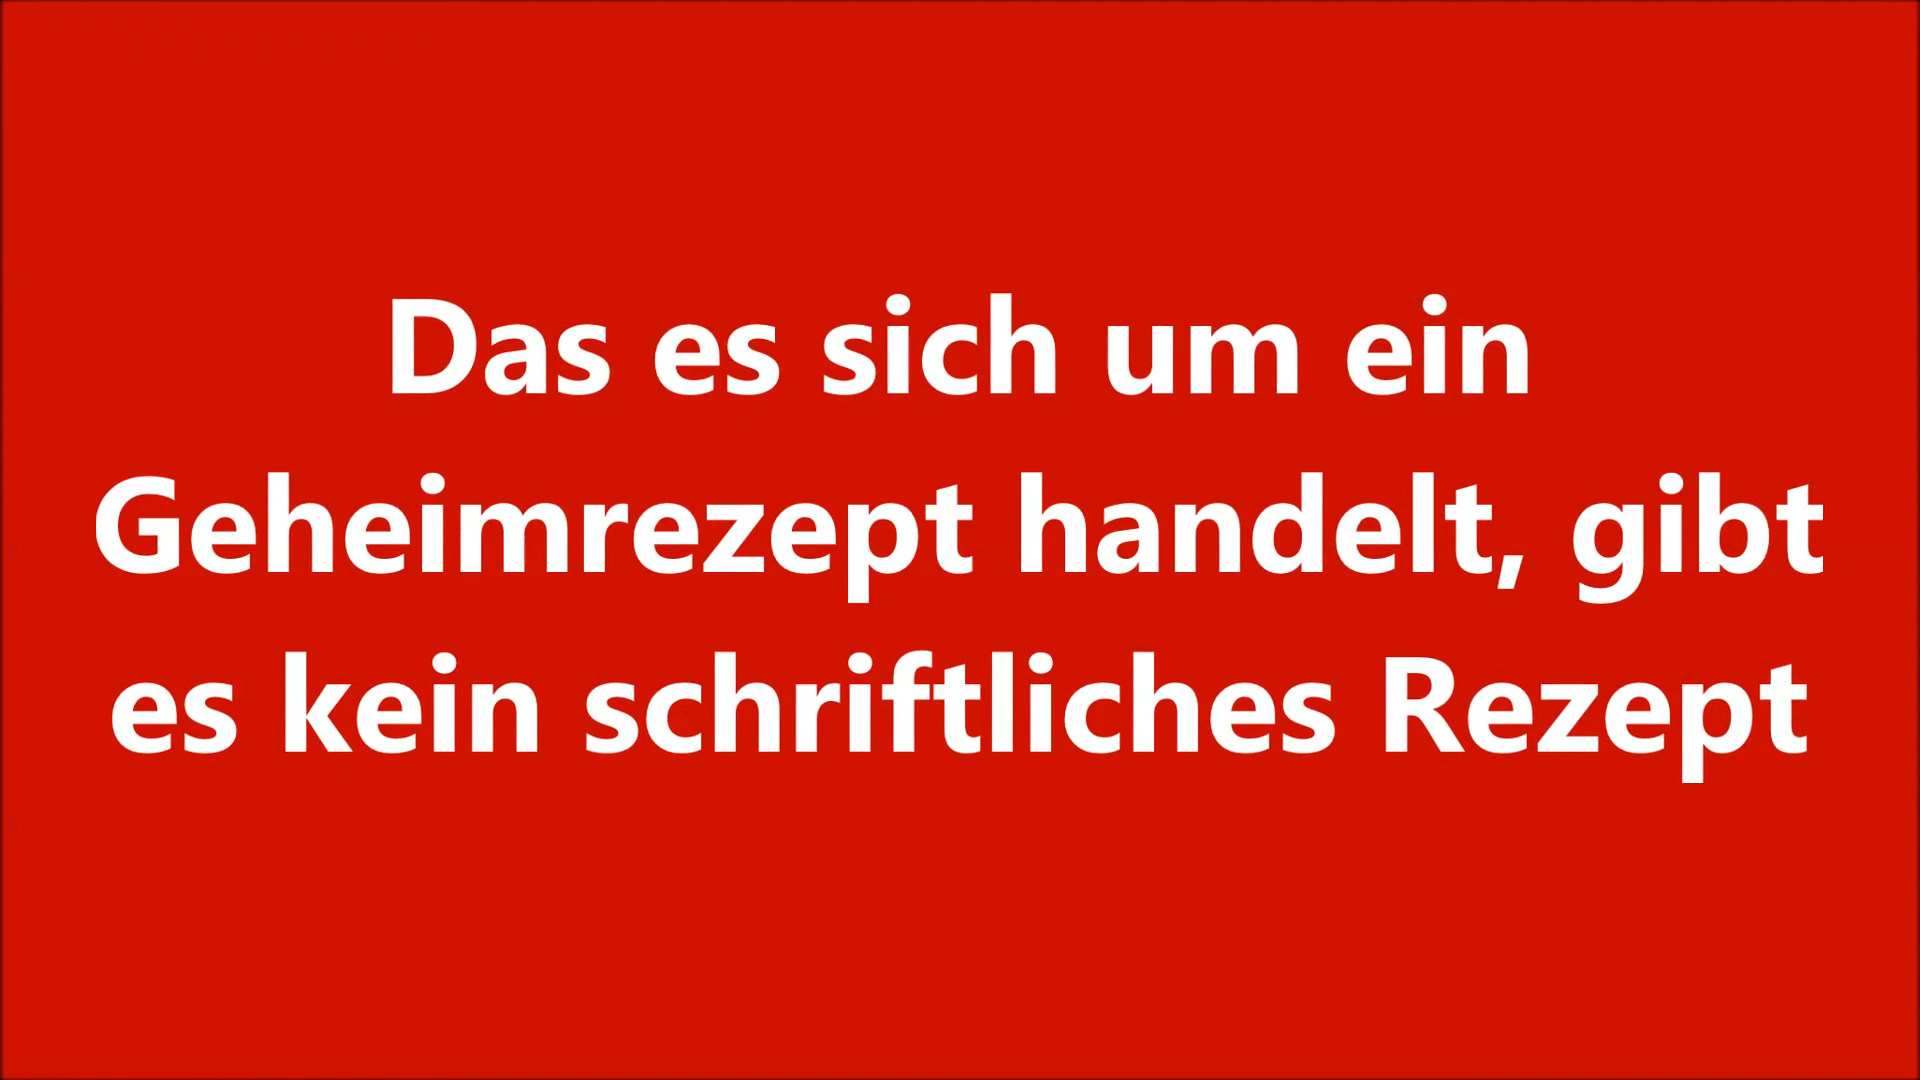 Das es sich um ein
Geheimrezept handelt, gibt
es kein schriftliches Rezept